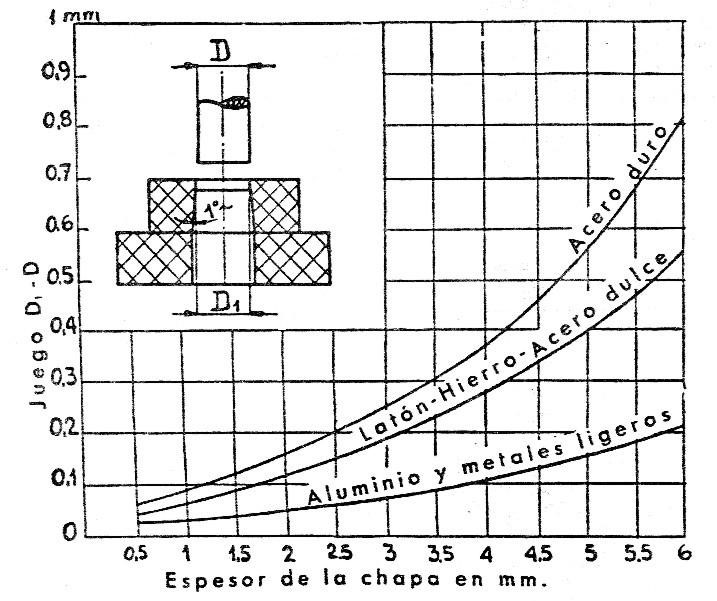 1 mm
0,9
0,8
0,7
0,6
0,5
0,4
0,3
0,2
0,1
0
Juego D₁-D
D
1°
D₁
Acero duro
Latón-Hierro-Acero dulce
Aluminio y metales ligeros
0,5 1 1,5 2 2.5 3 3,5 4 4,5 5 5,5 6
Espesor de la chapa en mm.